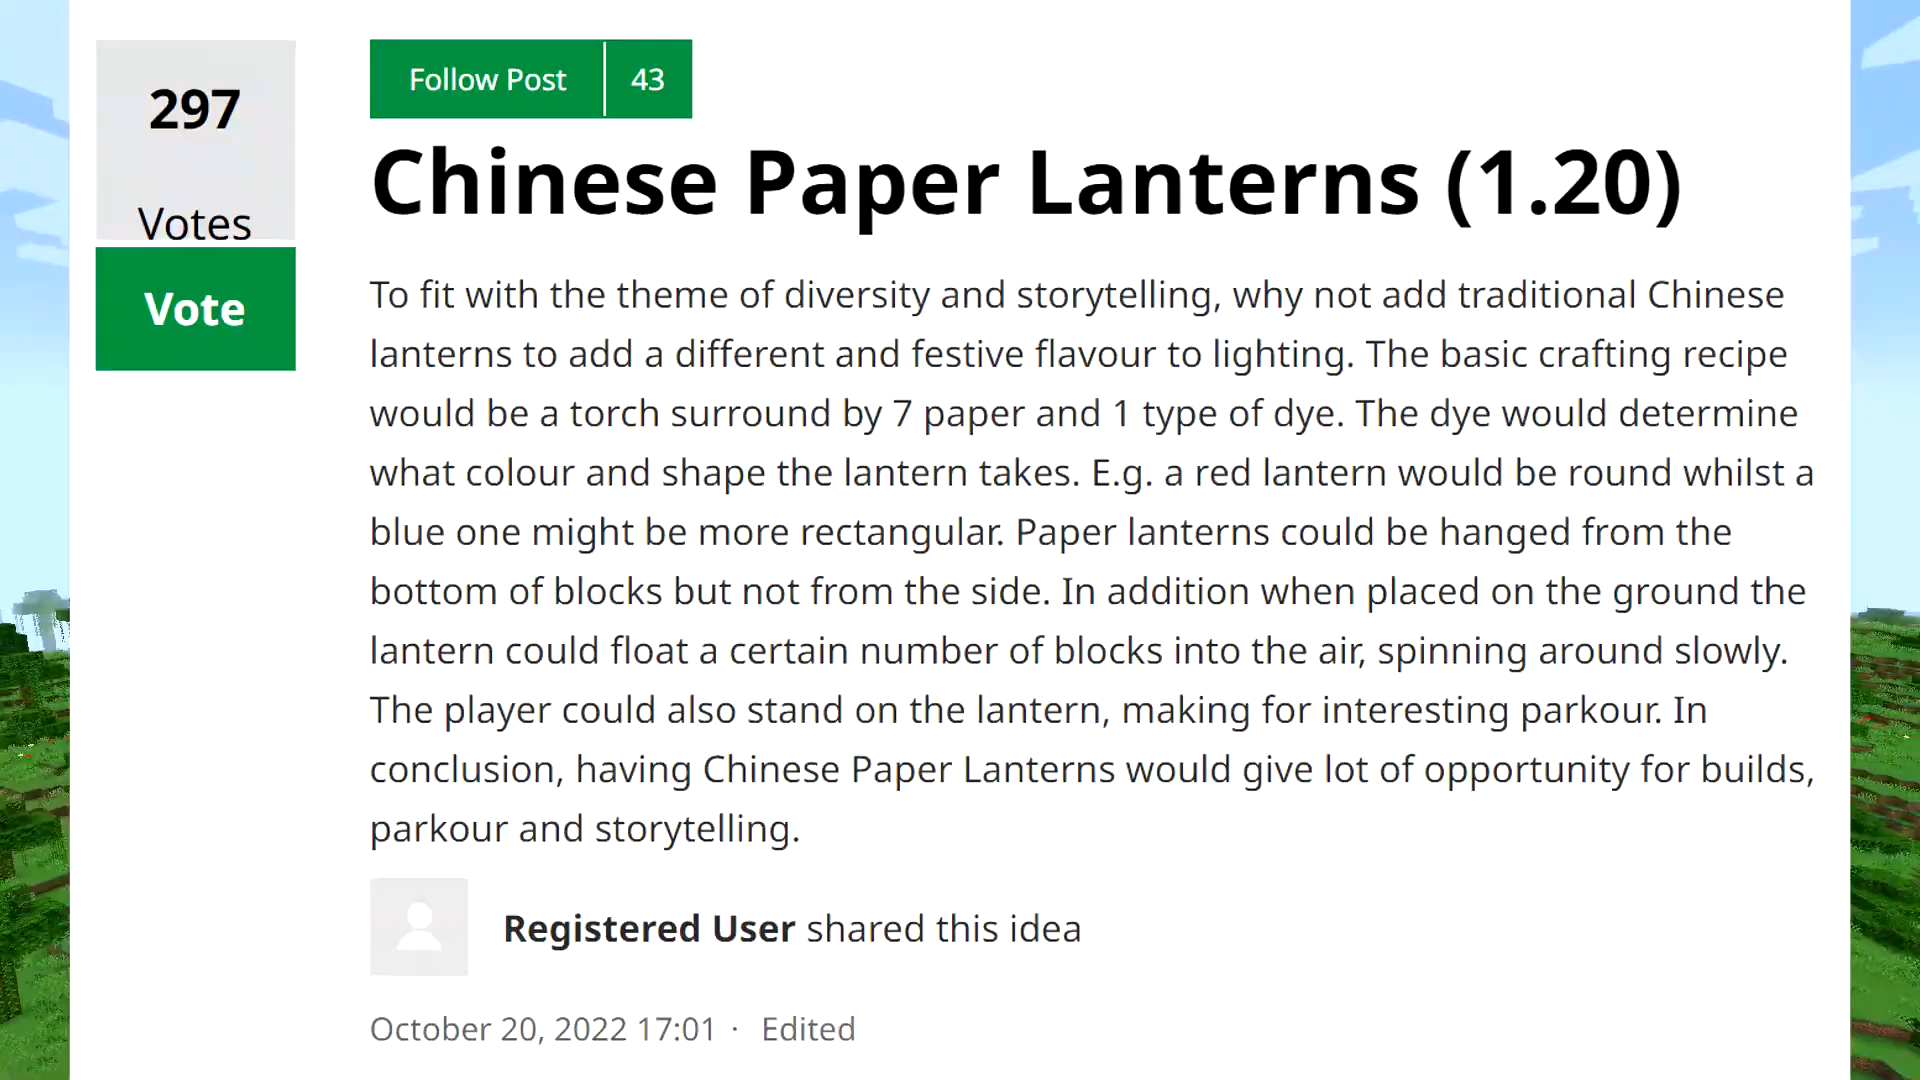 297
Votes
Vote
Follow Post 43
Chinese Paper Lanterns (1.20)
To fit with the theme of diversity and storytelling, why not add traditional Chinese
lanterns to add a different and festive flavour to lighting. The basic crafting recipe
would be a torch surround by 7 paper and 1 type of dye. The dye would determine
what colour and shape the lantern takes. E.g. a red lantern would be round whilst a
blue one might be more rectangular. Paper lanterns could be hanged from the
bottom of blocks but not from the side. In addition when placed on the ground the
lantern could float a certain number of blocks into the air, spinning around slowly.
The player could also stand on the lantern, making for interesting parkour. In
conclusion, having Chinese Paper Lanterns would give lot of opportunity for builds,
parkour and storytelling.
Registered User shared this idea
October 20, 2022 17:01 · Edited